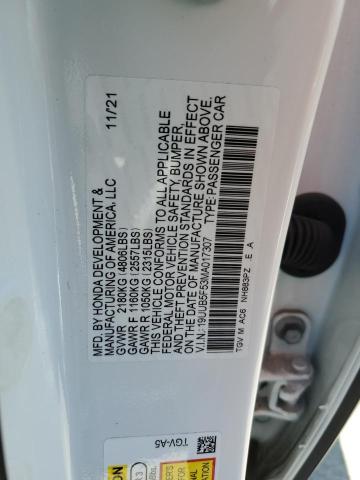 MFD. BY HONDA DEVELOPMENT & 11/21
MANUFACTURING OF AMERICA, LLC
GVWR 2180KG (4806LBS)
GAWR F 1160KG (2557LBS)
GAWR R 1050KG (2315LBS)
THIS VEHICLE CONFORMS TO ALL APPLICABLE
FEDERAL MOTOR VEHICLE SAFETY, BUMPER,
AND THEFT PREVENTION STANDARDS IN EFFECT
ON THE DATE OF MANUFACTURE SHOWN ABOVE.
V.I.N.: 19UUB5F53MA017307 TYPE:PASSENGER CAR
TGV M AC6 NH883PZ E A
TGV-A5